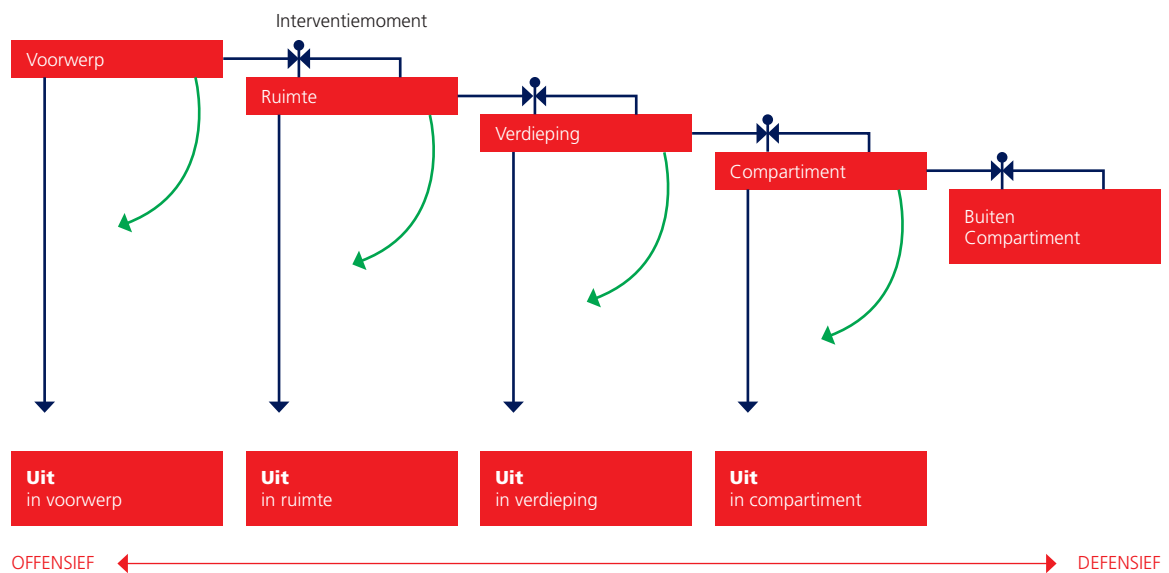 Interventiemoment
Voorwerp
Ruimte
Verdieping
Compartiment
Buiten
Compartiment
Uit
in voorwerp
Uit
in ruimte
Uit
in verdieping
Uit
in compartiment
OFFENSIEF
DEFENSIEF